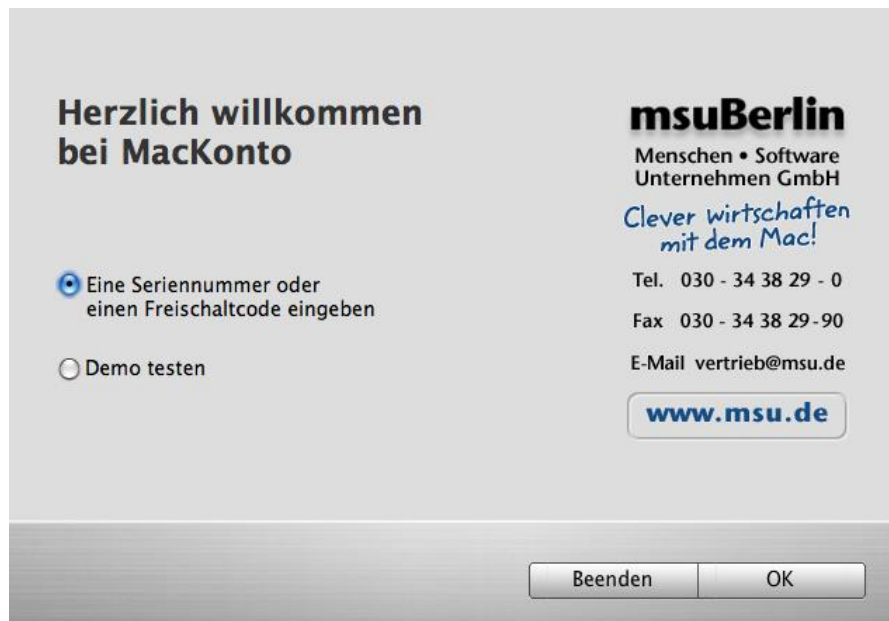 Herzlich willkommen
bei MacKonto
Eine Seriennummer oder
einen Freischaltcode eingeben
Demo testen
msuBerlin
Menschen • Software
Unternehmen GmbH
Clever wirtschaften
mit dem Mac!
Tel. 030 - 34 38 29 - 0
Fax 030 - 34 38 29-90
E-Mail vertrieb@msu.de
www.msu.de
Beenden OK